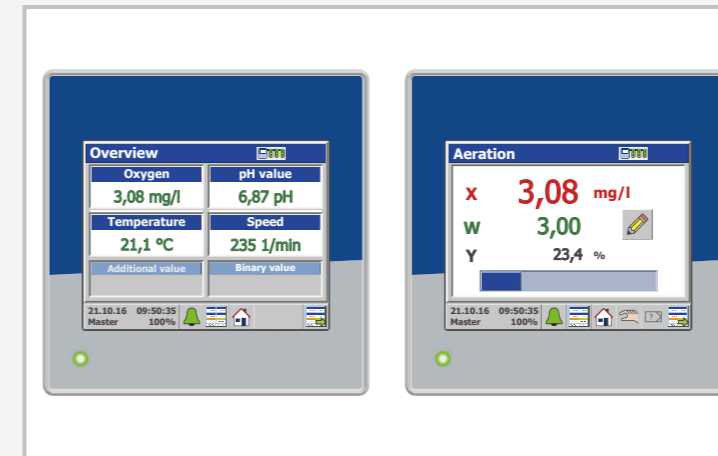 Overview
Oxygen pH value
3,08 mg/l 6,87 pH
Temperature Speed
21,1 °C 235 1/min
Additional value Binary value
21.10.16 09:50:35
Master 100%
Aeration
X 3,08 mg/l
W 3,00
Y 23,4 %
21.10.16 09:50:35
Master 100%